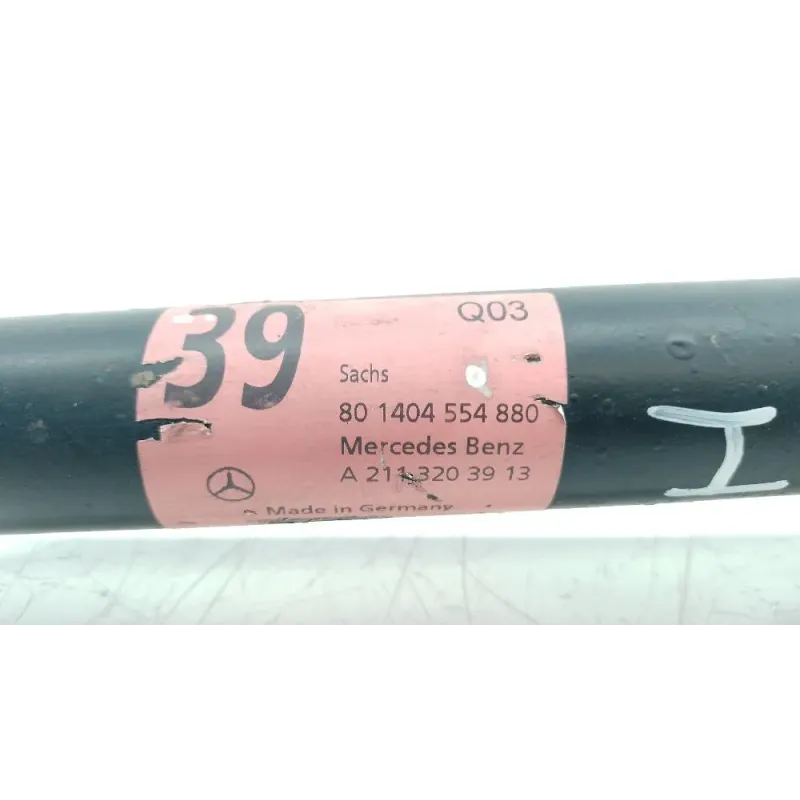 39
Q03
Sachs
80 1404 554 880
Mercedes Benz
A 211 320 39 13
Made in Germany
I